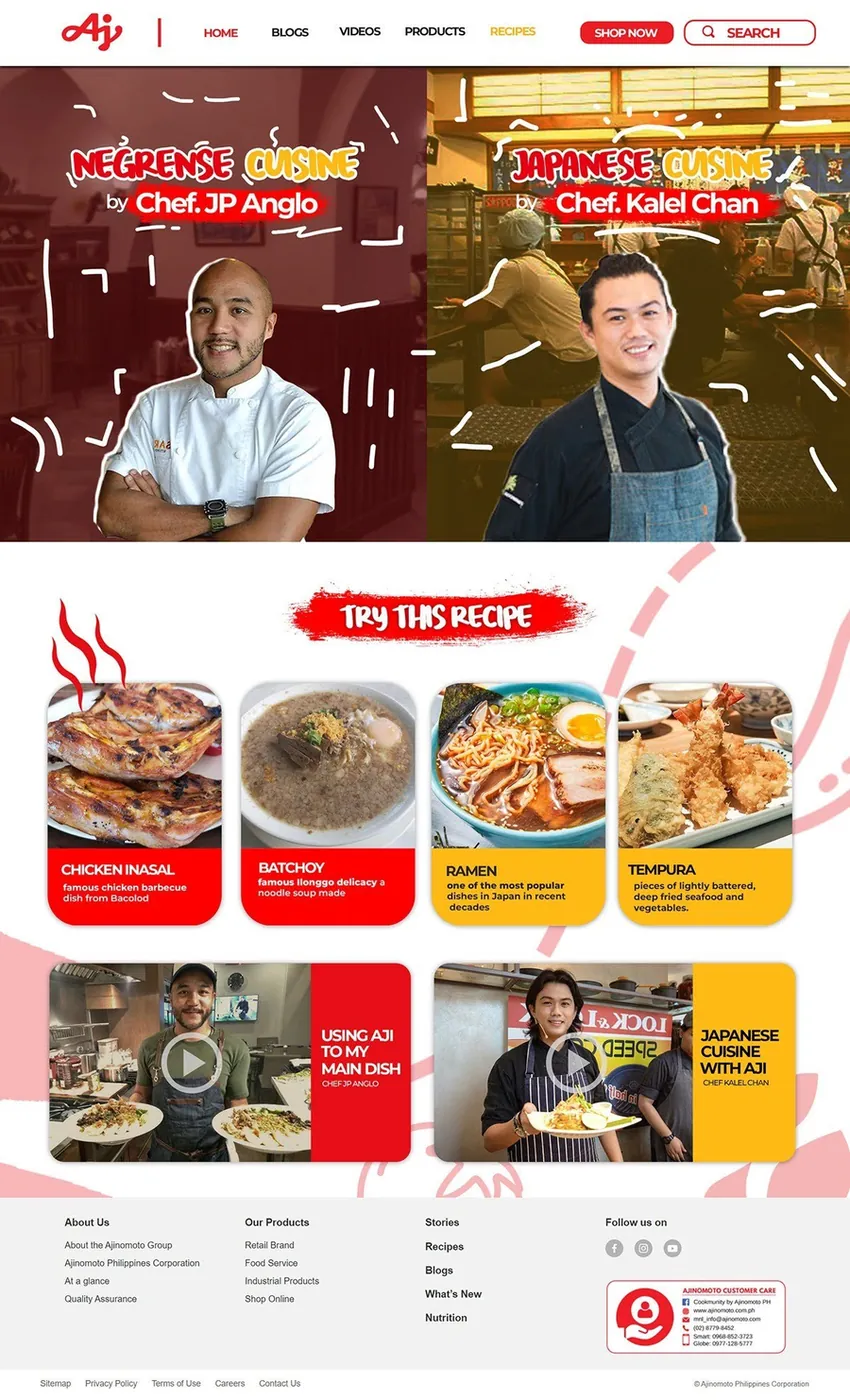 Aj
HOME
BLOGS
VIDEOS
PRODUCTS
RECIPES
SHOP NOW
SEARCH
NEGRENSE CUISINE
by Chef. JP Anglo
JAPANESE CUISINE
by Chef. Kalel Chan
TRY THIS RECIPE
CHICKEN INASAL
famous chicken barbecue
dish from Bacolod
BATCHOY
famous Ilonggo delicacy a
noodle soup made
RAMEN
one of the most popular
dishes in Japan in recent
decades
TEMPURA
pieces of lightly battered,
deep fried seafood and
vegetables.
USING AJI
TO MY
MAIN DISH
CHEF JP ANGLO
LOCK&L
SPEED
JAPANESE
CUISINE
WITH AJI
CHEF KALEL CHAN
About Us
About the Ajinomoto Group
Ajinomoto Philippines Corporation
At a glance
Quality Assurance
Our Products
Retail Brand
Food Service
Industrial Products
Shop Online
Stories
Recipes
Blogs
What's New
Nutrition
Follow us on
AJINOMOTO CUSTOMER CARE
Cookmunity by Ajinomoto PH
www.ajinomoto.com.ph
mnl_info@ajinomoto.com
(02) 8779-8452
Smart: 0968-852-3723
Globe: 0977-128-5777
Sitemap
Privacy Policy
Terms of Use
Careers
Contact Us
© Ajinomoto Philippines Corporation